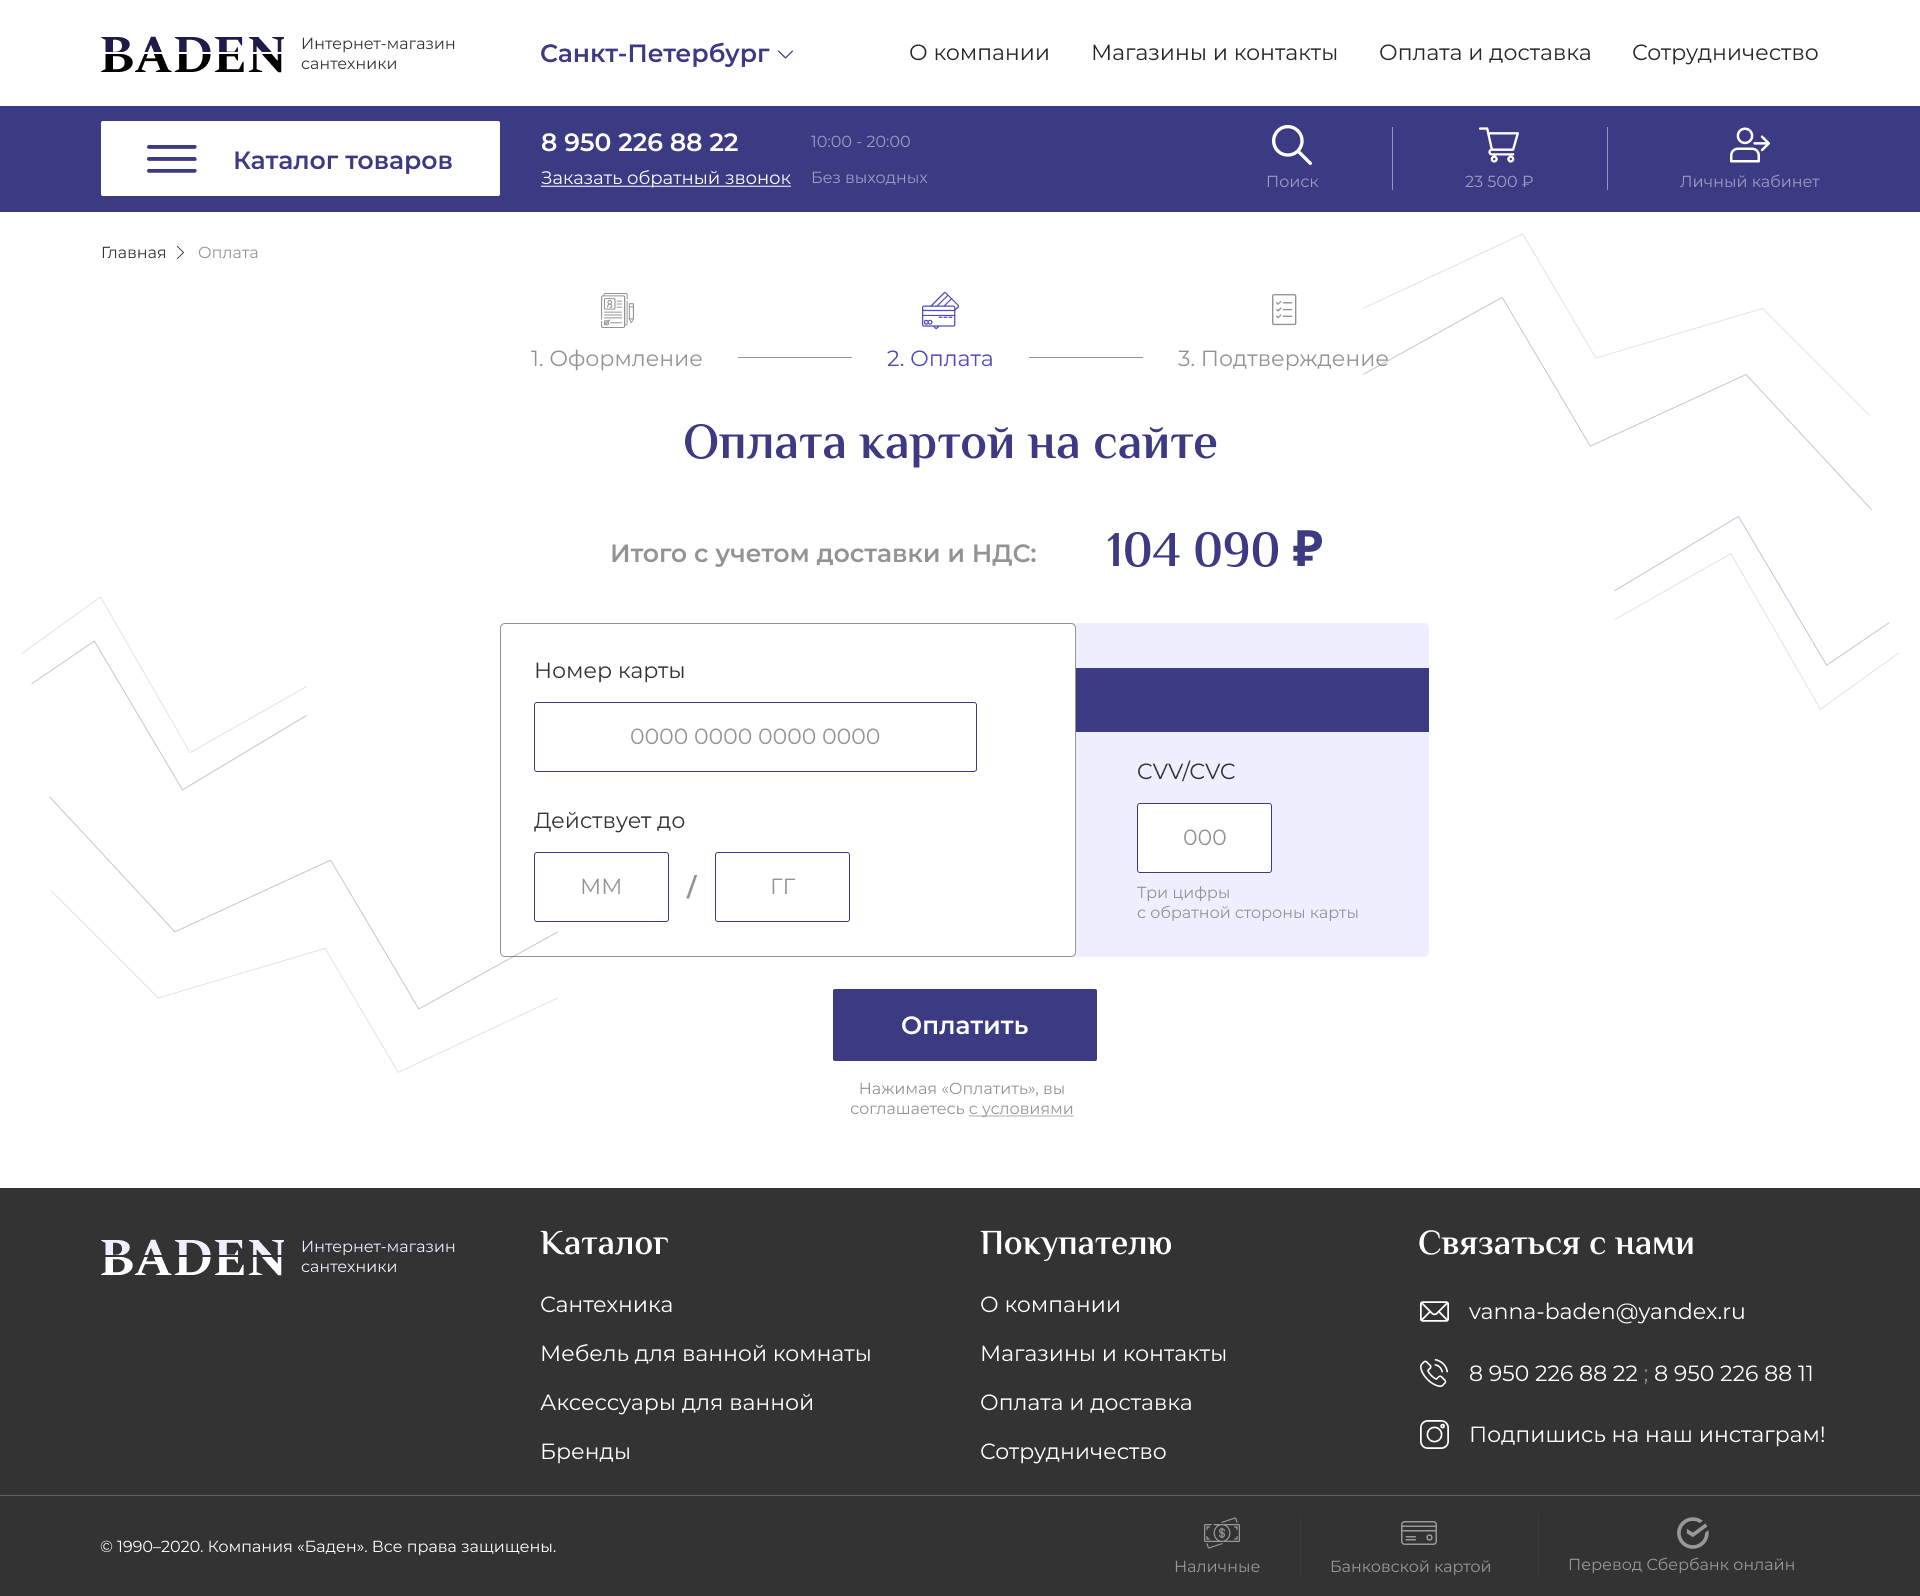 BADEN
Интернет-магазин
сантехники
Санкт-Петербург
О компании
Магазины и контакты
Оплата и доставка
Сотрудничество
Каталог товаров
8 950 226 88 22
10:00 - 20:00
Заказать обратный звонок
Без выходных
Поиск
23 500 ₽
Личный кабинет
Главная
Оплата
1. Оформление
2. Оплата
3. Подтверждение
Оплата картой на сайте
Итого с учетом доставки и НДС:
104 090 ₽
Номер карты
0000 0000 0000 0000
Действует до
ММ / ГГ
CVV/CVC
000
Три цифры
с обратной стороны карты
Оплатить
Нажимая «Оплатить», вы
соглашаетесь с условиями
BADEN
Интернет-магазин
сантехники
Каталог
Сантехника
Мебель для ванной комнаты
Аксессуары для ванной
Бренды
Покупателю
О компании
Магазины и контакты
Оплата и доставка
Сотрудничество
Связаться с нами
vanna-baden@yandex.ru
8 950 226 88 22 ; 8 950 226 88 11
Подпишись на наш инстаграм!
© 1990–2020. Компания «Баден». Все права защищены.
Наличные
Банковской картой
Перевод Сбербанк онлайн